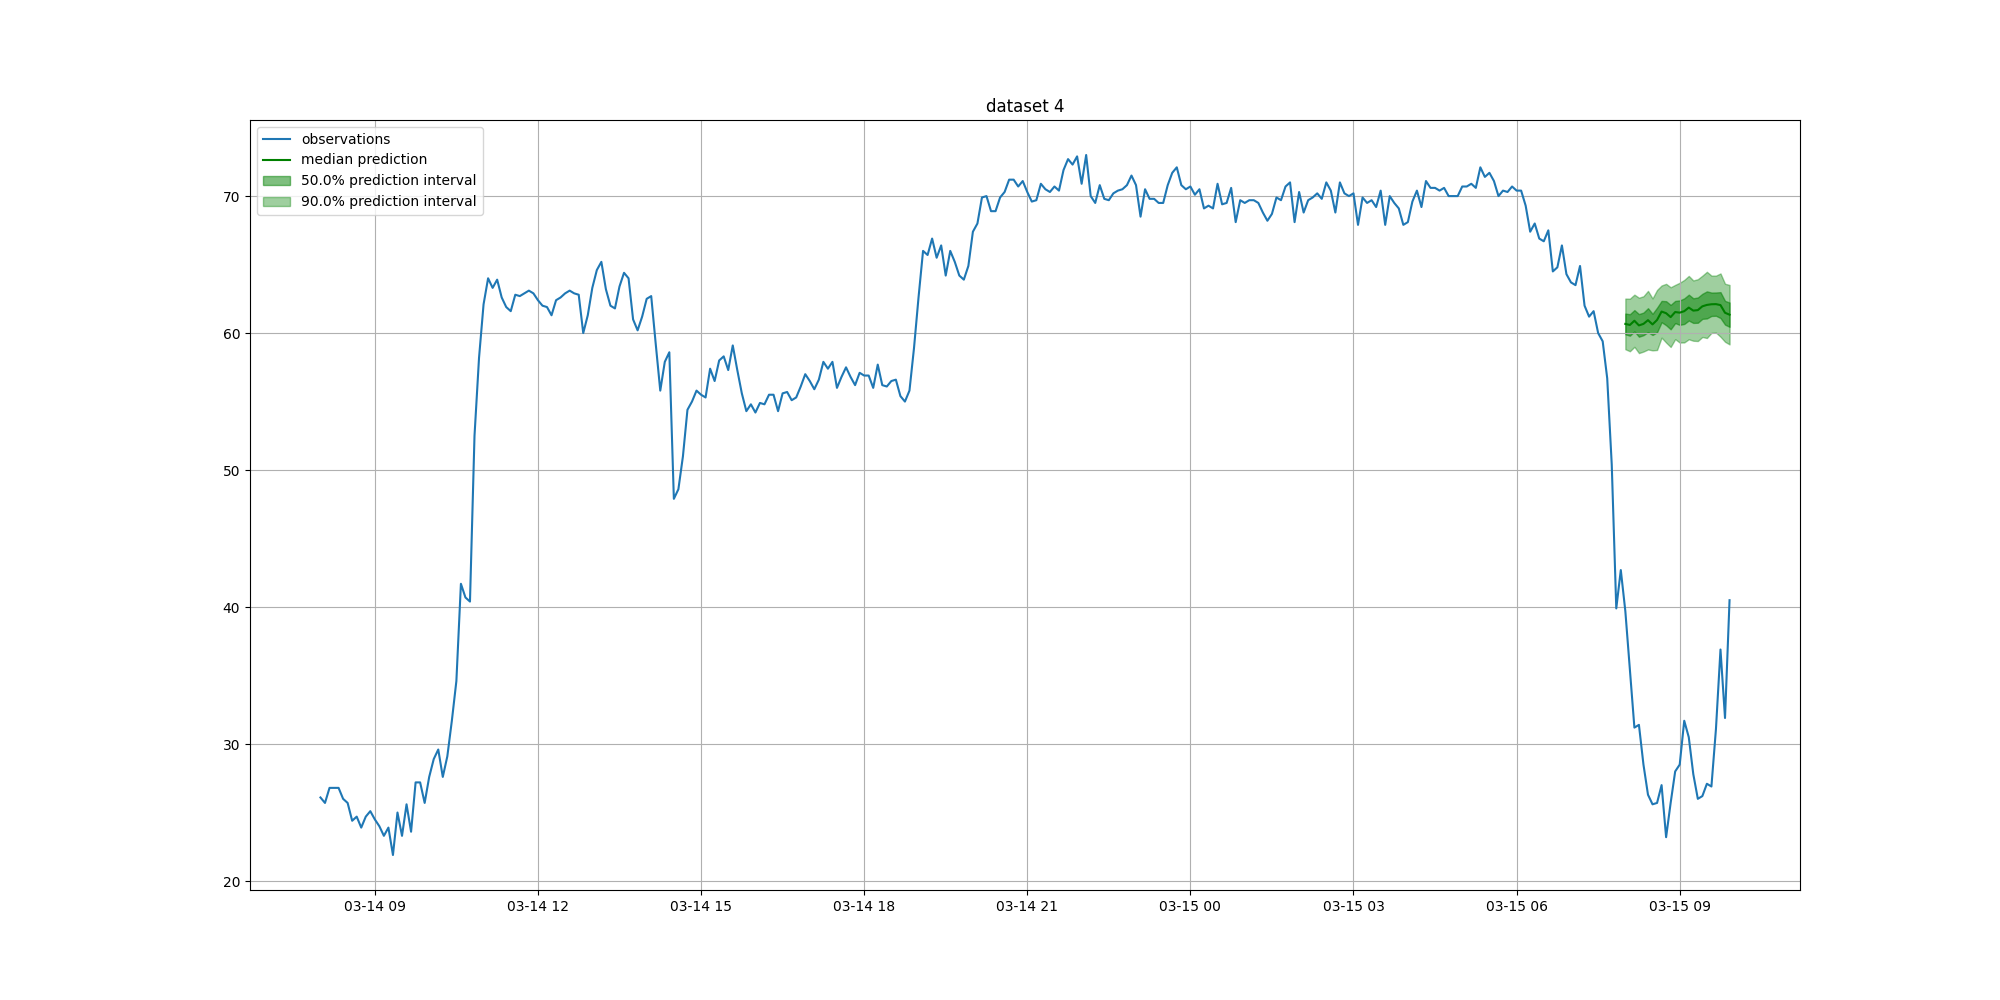 dataset 4
observations
median prediction
50.0% prediction interval
90.0% prediction interval
70
60
50
40
30
20
03-14 09 03-14 12 03-14 15 03-14 18 03-14 21 03-15 00 03-15 03 03-15 06 03-15 09